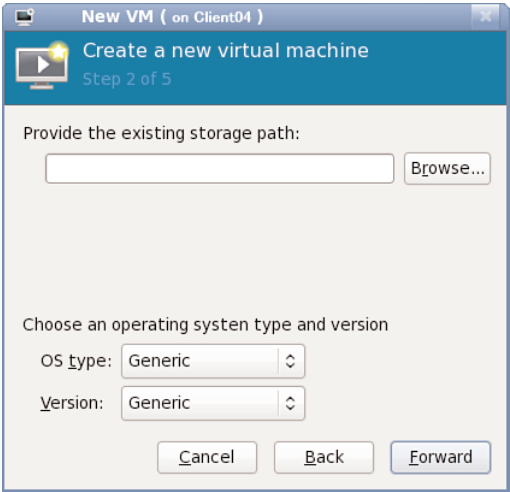 New VM ( on Client04 )
Create a new virtual machine
Step 2 of 5
Provide the existing storage path:
Browse...
Choose an operating systen type and version
OS type: Generic
Version: Generic
Cancel Back Forward